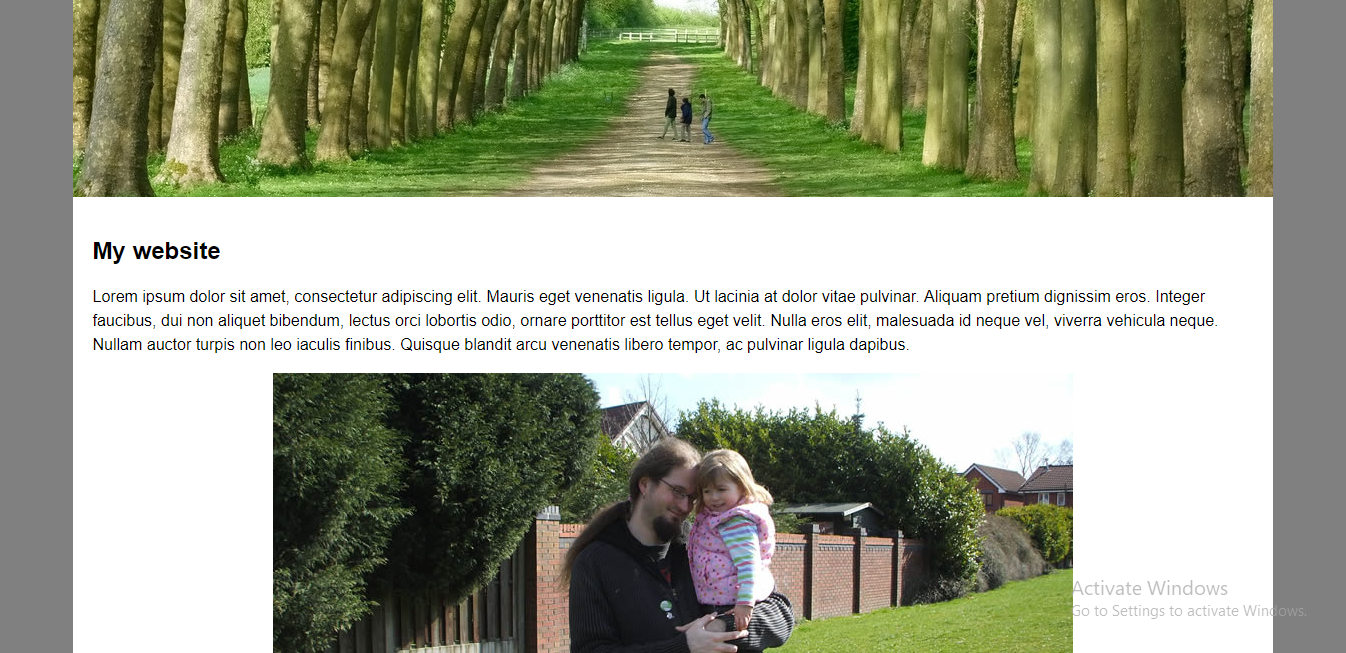 My website
Lorem ipsum dolor sit amet, consectetur adipiscing elit. Mauris eget venenatis ligula. Ut lacinia at dolor vitae pulvinar. Aliquam pretium dignissim eros. Integer
faucibus, dui non aliquet bibendum, lectus orci lobortis odio, ornare porttitor est tellus eget velit. Nulla eros elit, malesuada id neque vel, viverra vehicula neque.
Nullam auctor turpis non leo iaculis finibus. Quisque blandit arcu venenatis libero tempor, ac pulvinar ligula dapibus.
Activate Windows
Go to Settings to activate Windows.